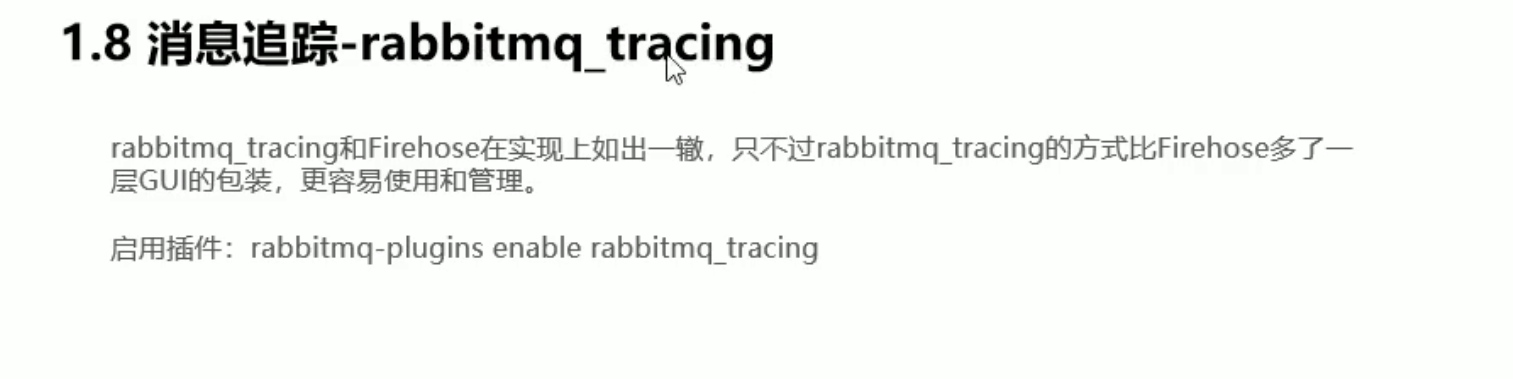 1.8 消息追踪-rabbitmq_tracing
rabbitmq_tracing和Firehose在实现上如出一辙，只不过rabbitmq_tracing的方式比Firehose多了一
层GUI的包装，更容易使用和管理。
启用插件：rabbitmq-plugins enable rabbitmq_tracing